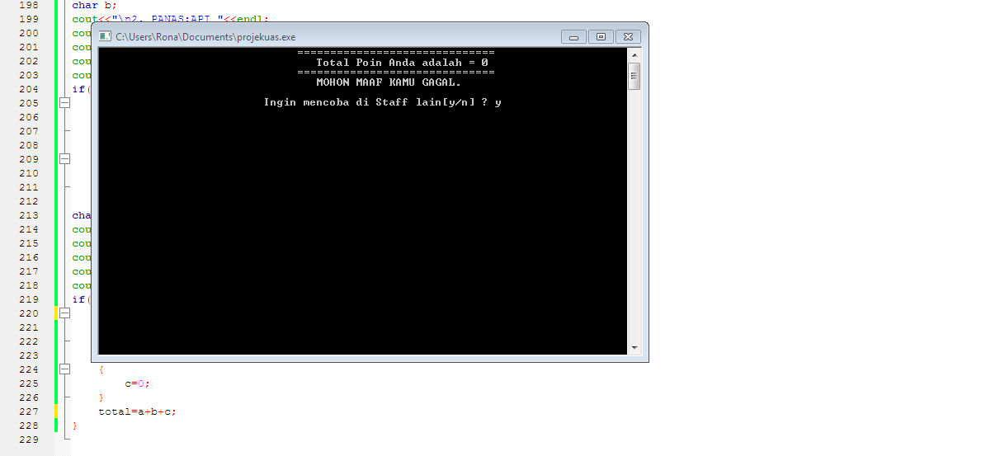 198 char b;
199 cout<<"\n2. PANAS:API "<<endl;
200 cou
201 cou
202 cou
203 cou
204 if(
205
206
207
208
209
210
211
212
213 cha
214 cou
215 cou
216 cou
217 cou
218 cou
219 if(
220
221
222
223
224 {
225 c=0;
226 }
227 total=a+b+c;
228 }
229
C:\Users\Rona\Documents\projekuas.exe
==============================
Total Poin Anda adalah = 0
==============================
MOHON MAAF KAMU GAGAL.
Ingin mencoba di Staff lain[y/n] ? y